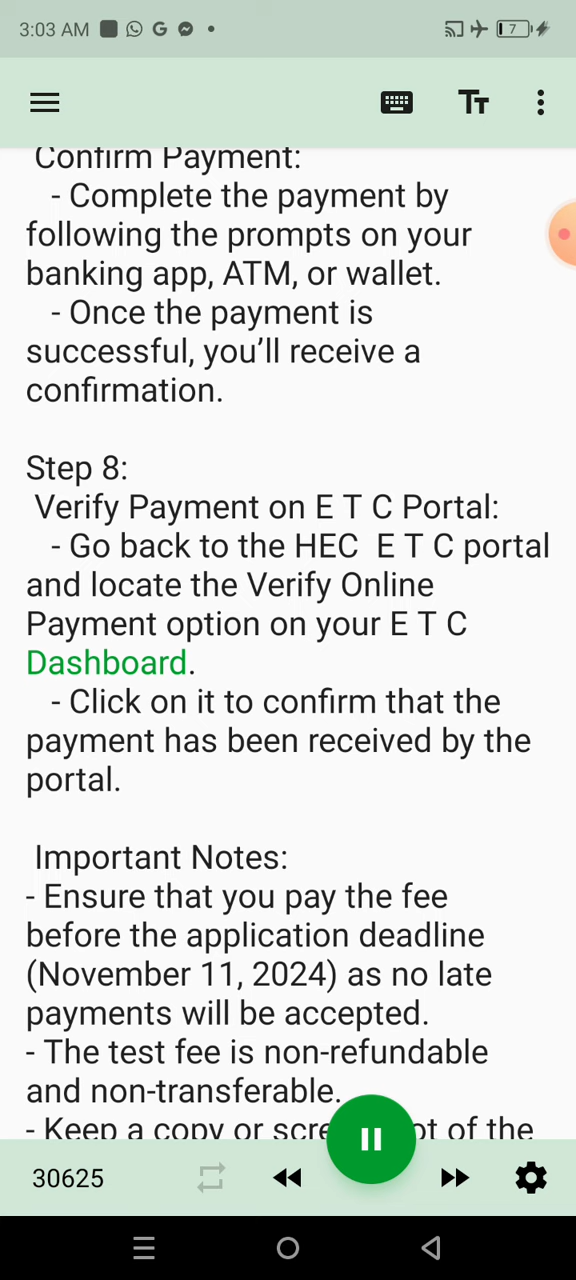 3:03 AM
7
Confirm Payment:
- Complete the payment by
following the prompts on your
banking app, ATM, or wallet.
- Once the payment is
successful, you’ll receive a
confirmation.
Step 8:
Verify Payment on E T C Portal:
- Go back to the HEC  E T C portal
and locate the Verify Online
Payment option on your E T C
Dashboard.
- Click on it to confirm that the
payment has been received by the
portal.
Important Notes:
- Ensure that you pay the fee
before the application deadline
(November 11, 2024) as no late
payments will be accepted.
- The test fee is non-refundable
and non-transferable.
- Keep a copy or of the
30625